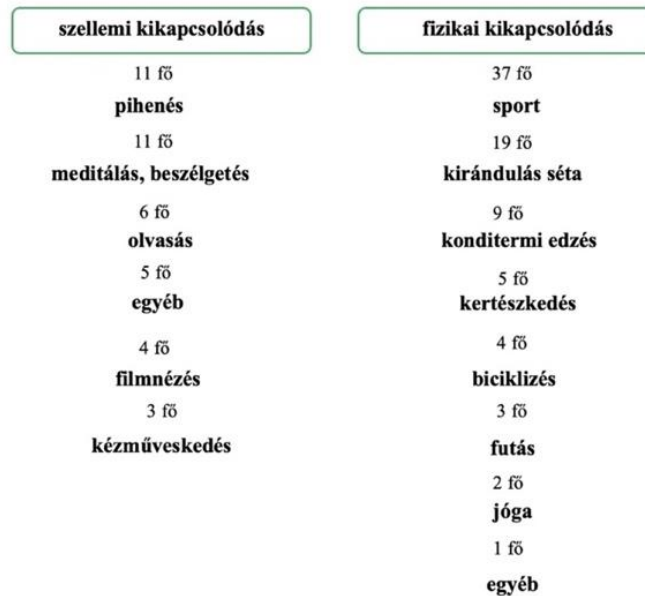 szellemi kikapcsolódás
11 fő
pihenés
11 fő
meditálás, beszélgetés
6 fő
olvasás
5 fő
egyéb
4 fő
filmnézés
3 fő
kézműveskedés
fizikai kikapcsolódás
37 fő
sport
19 fő
kirándulás séta
9 fő
konditermi edzés
5 fő
kertészkedés
4 fő
biciklizés
3 fő
futás
2 fő
jóga
1 fő
egyéb